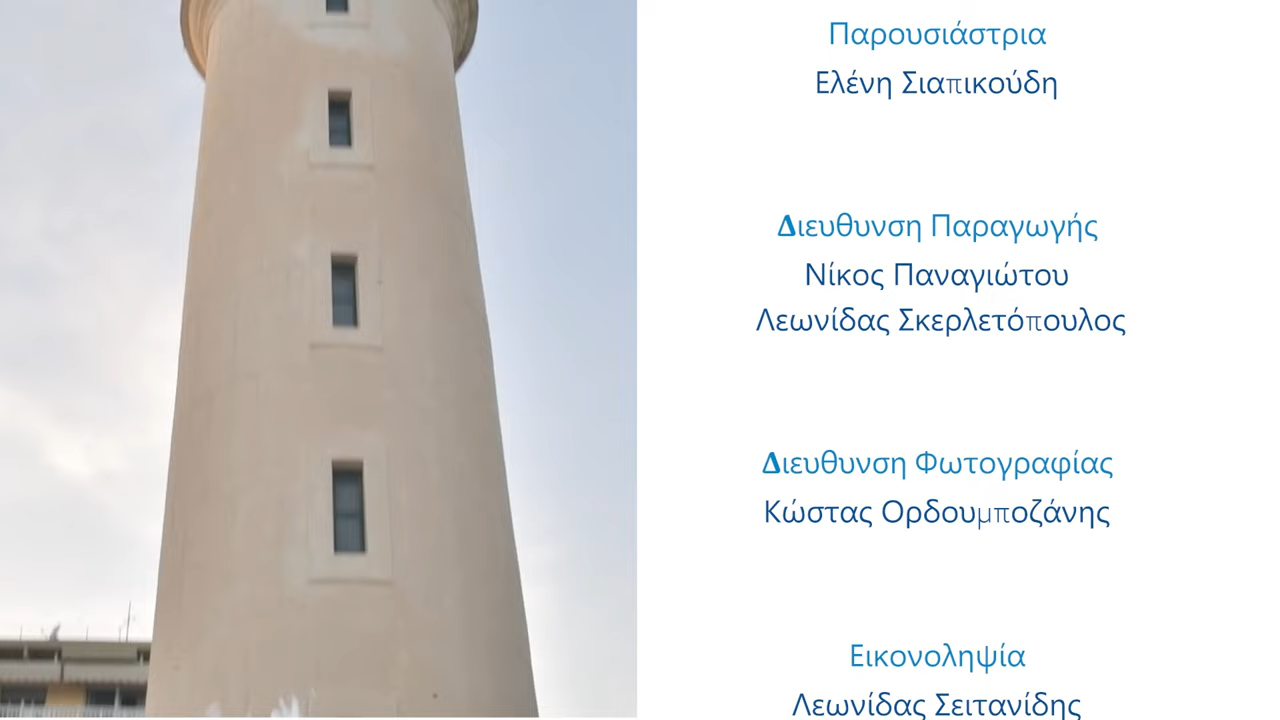 Παρουσιάστρια
Ελένη Σιαπικούδη
Διευθυνση Παραγωγής
Νίκος Παναγιώτου
Λεωνίδας Σκερλετόπουλος
Διευθυνση Φωτογραφίας
Κώστας Ορδουμποζάνης
Εικονοληψία
Λεωνίδας Σειτανίδης